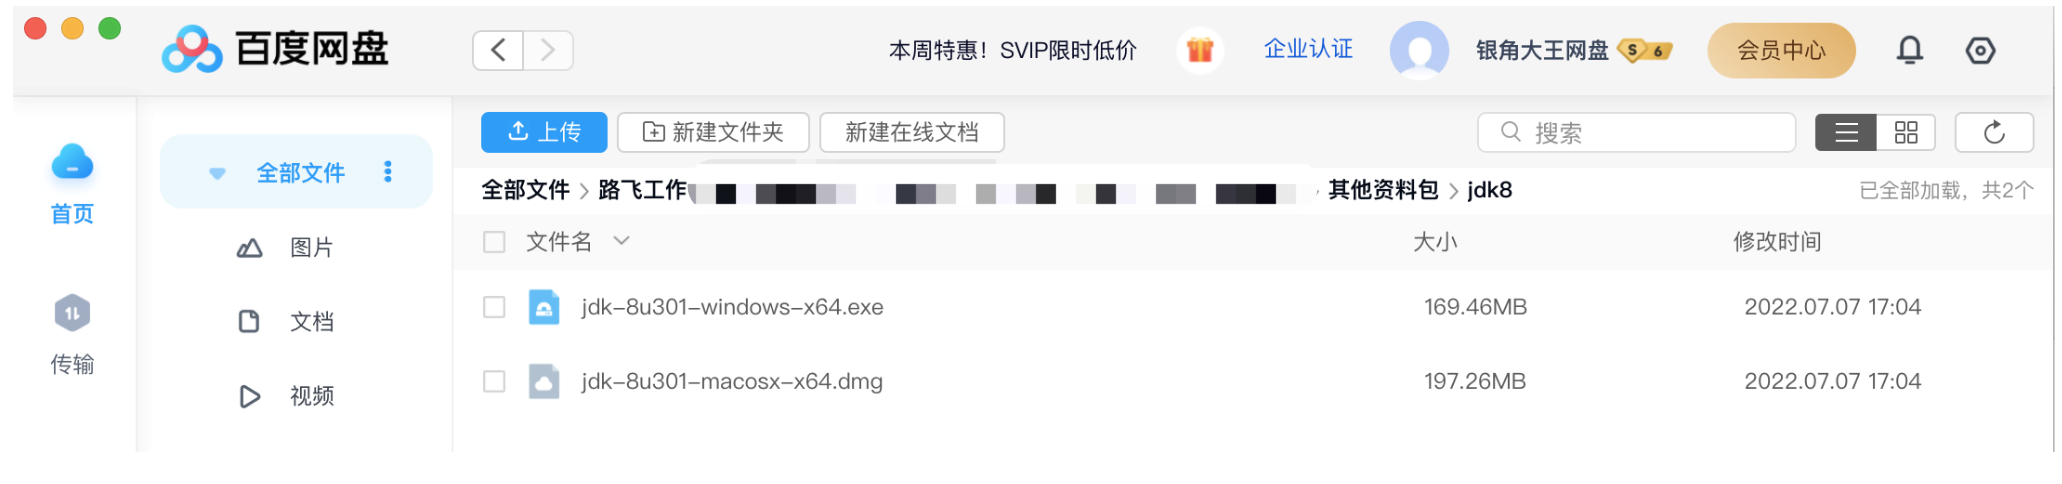 百度网盘
本周特惠！SVIP限时低价
企业认证
银角大王网盘 S 6
会员中心
首页
传输
全部文件
图片
文档
视频
上传 新建文件夹 新建在线文档
搜索
全部文件 > 路飞工作
其他资料包 > jdk8
已全部加载，共2个
文件名 大小 修改时间
jdk-8u301-windows-x64.exe 169.46MB 2022.07.07 17:04
jdk-8u301-macosx-x64.dmg 197.26MB 2022.07.07 17:04